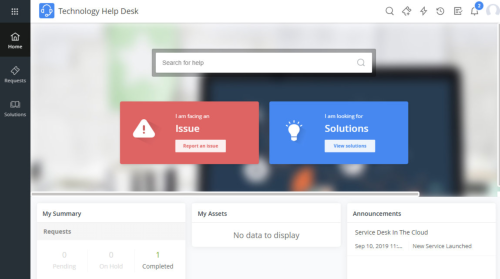 Technology Help Desk
2
Home
Requests
Solutions
Search for help
I am facing an
Issue
Report an issue
I am looking for
Solutions
View solutions
My Summary
Requests
0
Pending
0
On Hold
1
Completed
My Assets
No data to display
Announcements
Service Desk In The Cloud
Sep 10, 2019 11:... New Service Launched